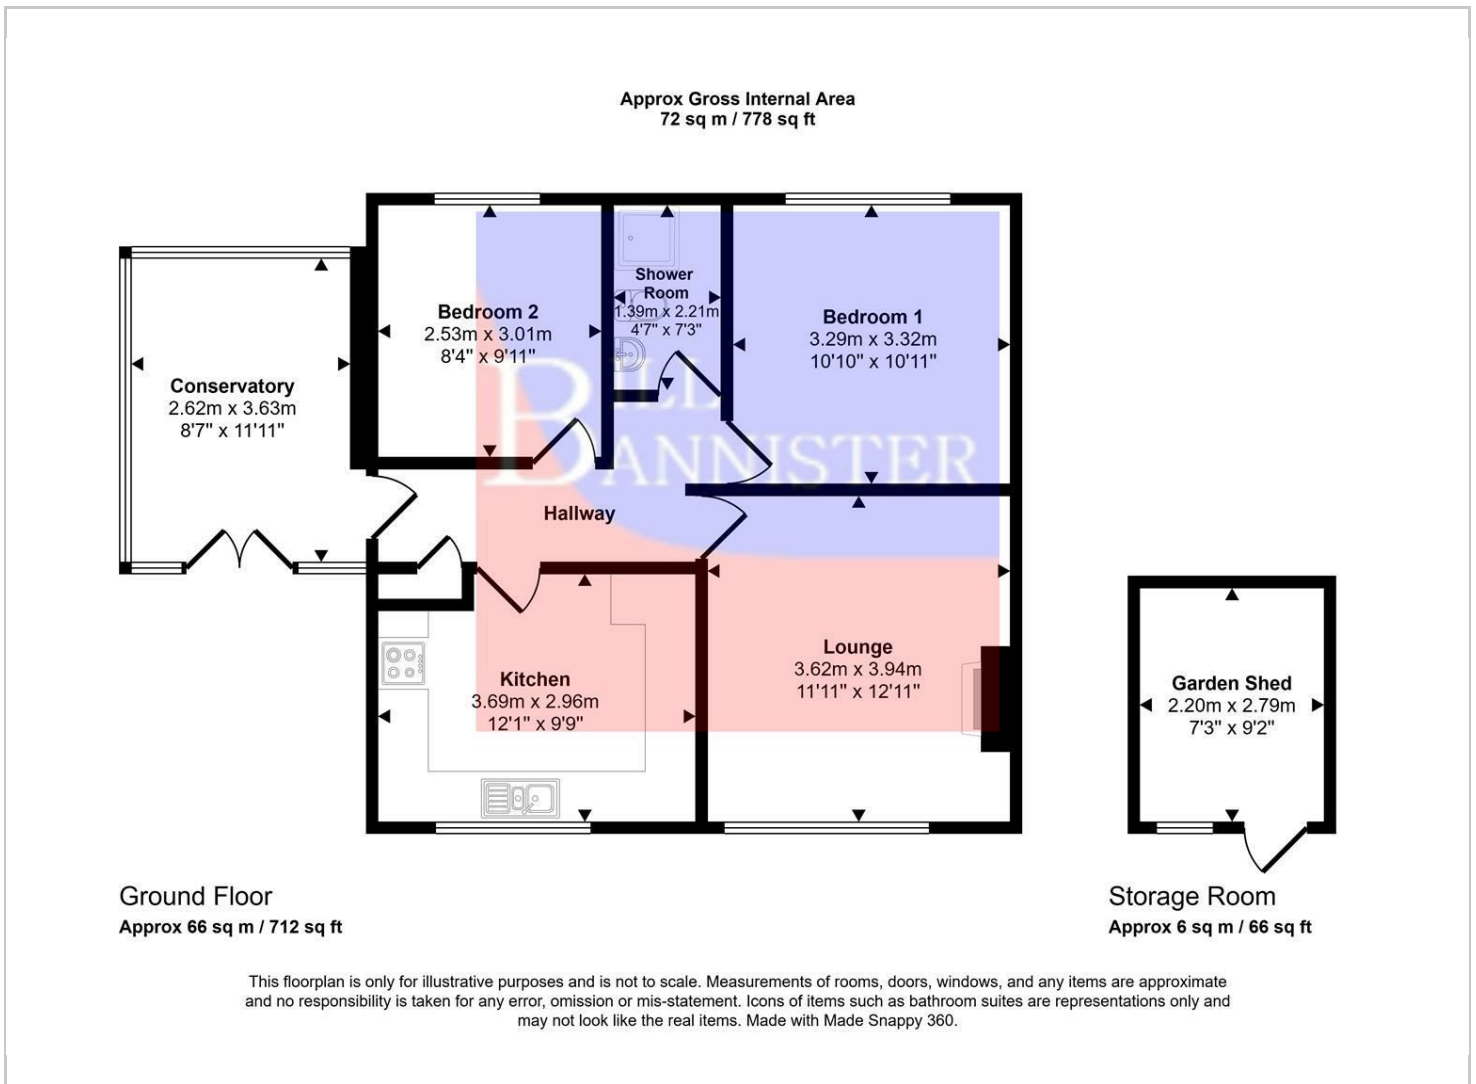 Approx Gross Internal Area
72 sq m / 778 sq ft
Conservatory
2.62m x 3.63m
8'7" x 11'11"
Bedroom 2
2.53m x 3.01m
8'4" x 9'11"
Shower
Room
1.39m x 2.21m
4'7" x 7'3"
Bedroom 1
3.29m x 3.32m
10'10" x 10'11"
BILL
BANNISTER
Hallway
Kitchen
3.69m x 2.96m
12'1" x 9'9"
Lounge
3.62m x 3.94m
11'11" x 12'11"
Garden Shed
2.20m x 2.79m
7'3" x 9'2"
Ground Floor
Approx 66 sq m / 712 sq ft
Storage Room
Approx 6 sq m / 66 sq ft
This floorplan is only for illustrative purposes and is not to scale. Measurements of rooms, doors, windows, and any items are approximate
and no responsibility is taken for any error, omission or mis-statement. Icons of items such as bathroom suites are representations only and
may not look like the real items. Made with Made Snappy 360.